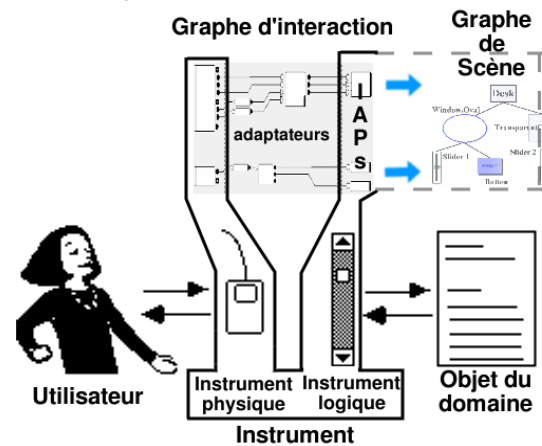 Graphe d'interaction
Graphe
de
Scène
adaptateurs
I
A
P
s
Desk
Window.Oval
Transparent
Slider 1
Slider 2
Button
Utilisateur
Instrument
physique
Instrument
logique
Objet du
domaine
Instrument